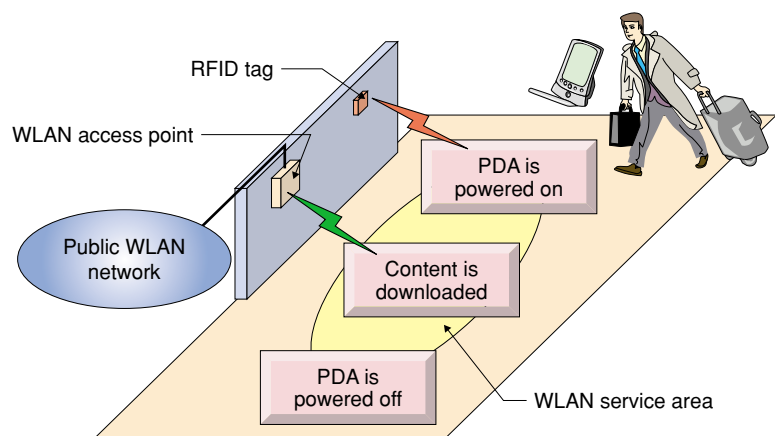 RFID tag
WLAN access point
PDA is
powered on
Public WLAN
network
Content is
downloaded
PDA is
powered off
WLAN service area